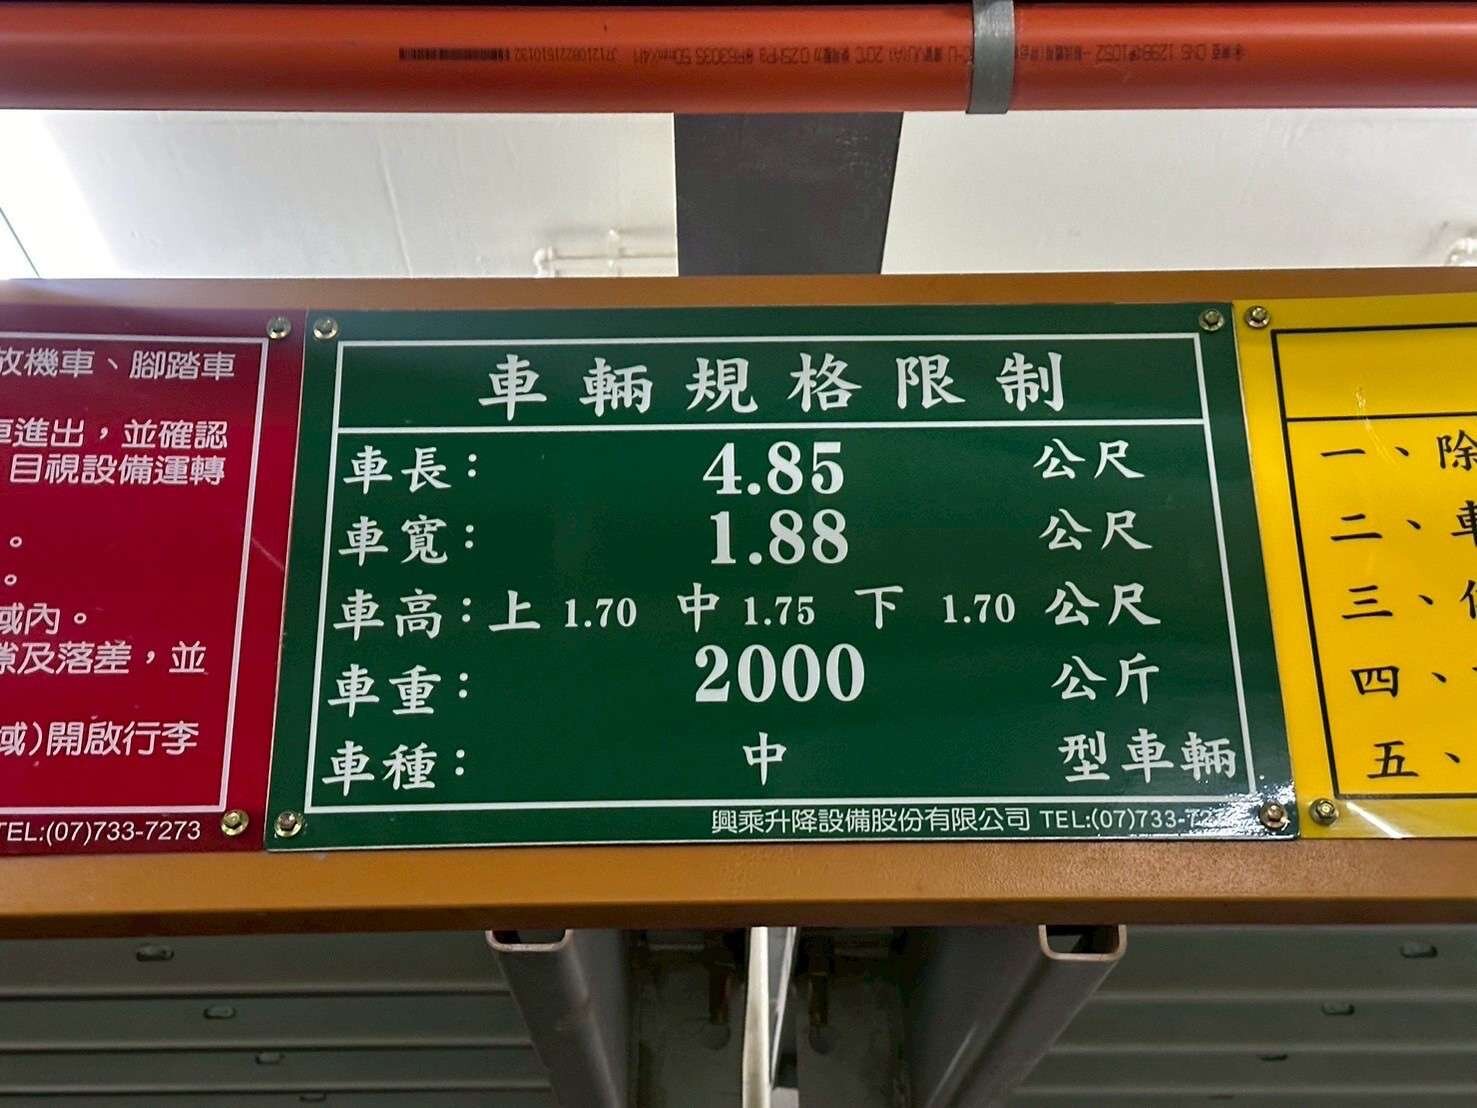 放機車、腳踏車
車進出，並確認
目視設備運轉
。
。
域內。
隙及落差，並
域)開啟行李
TEL:(07)733-7273
車輛規格限制
車長： 4.85 公尺
車寬： 1.88 公尺
車高：上 1.70 中 1.75 下 1.70 公尺
車重： 2000 公斤
車種： 中 型車輛
興乘升降設備股份有限公司 TEL:(07)733-72
一、除
二、車
三、
四、
五、